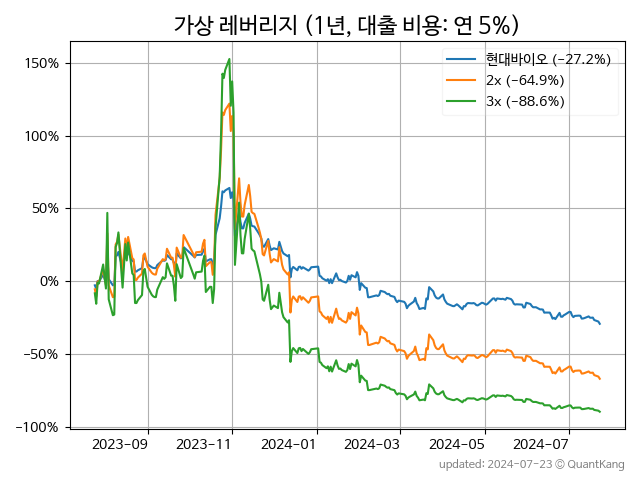 가상 레버리지 (1년, 대출 비용: 연 5%)
150%
100%
50%
0%
−50%
−100%
현대바이오 (-27.2%)
2x (-64.9%)
3x (-88.6%)
2023-09
2023-11
2024-01
2024-03
2024-05
2024-07
updated: 2024-07-23 © QuantKang